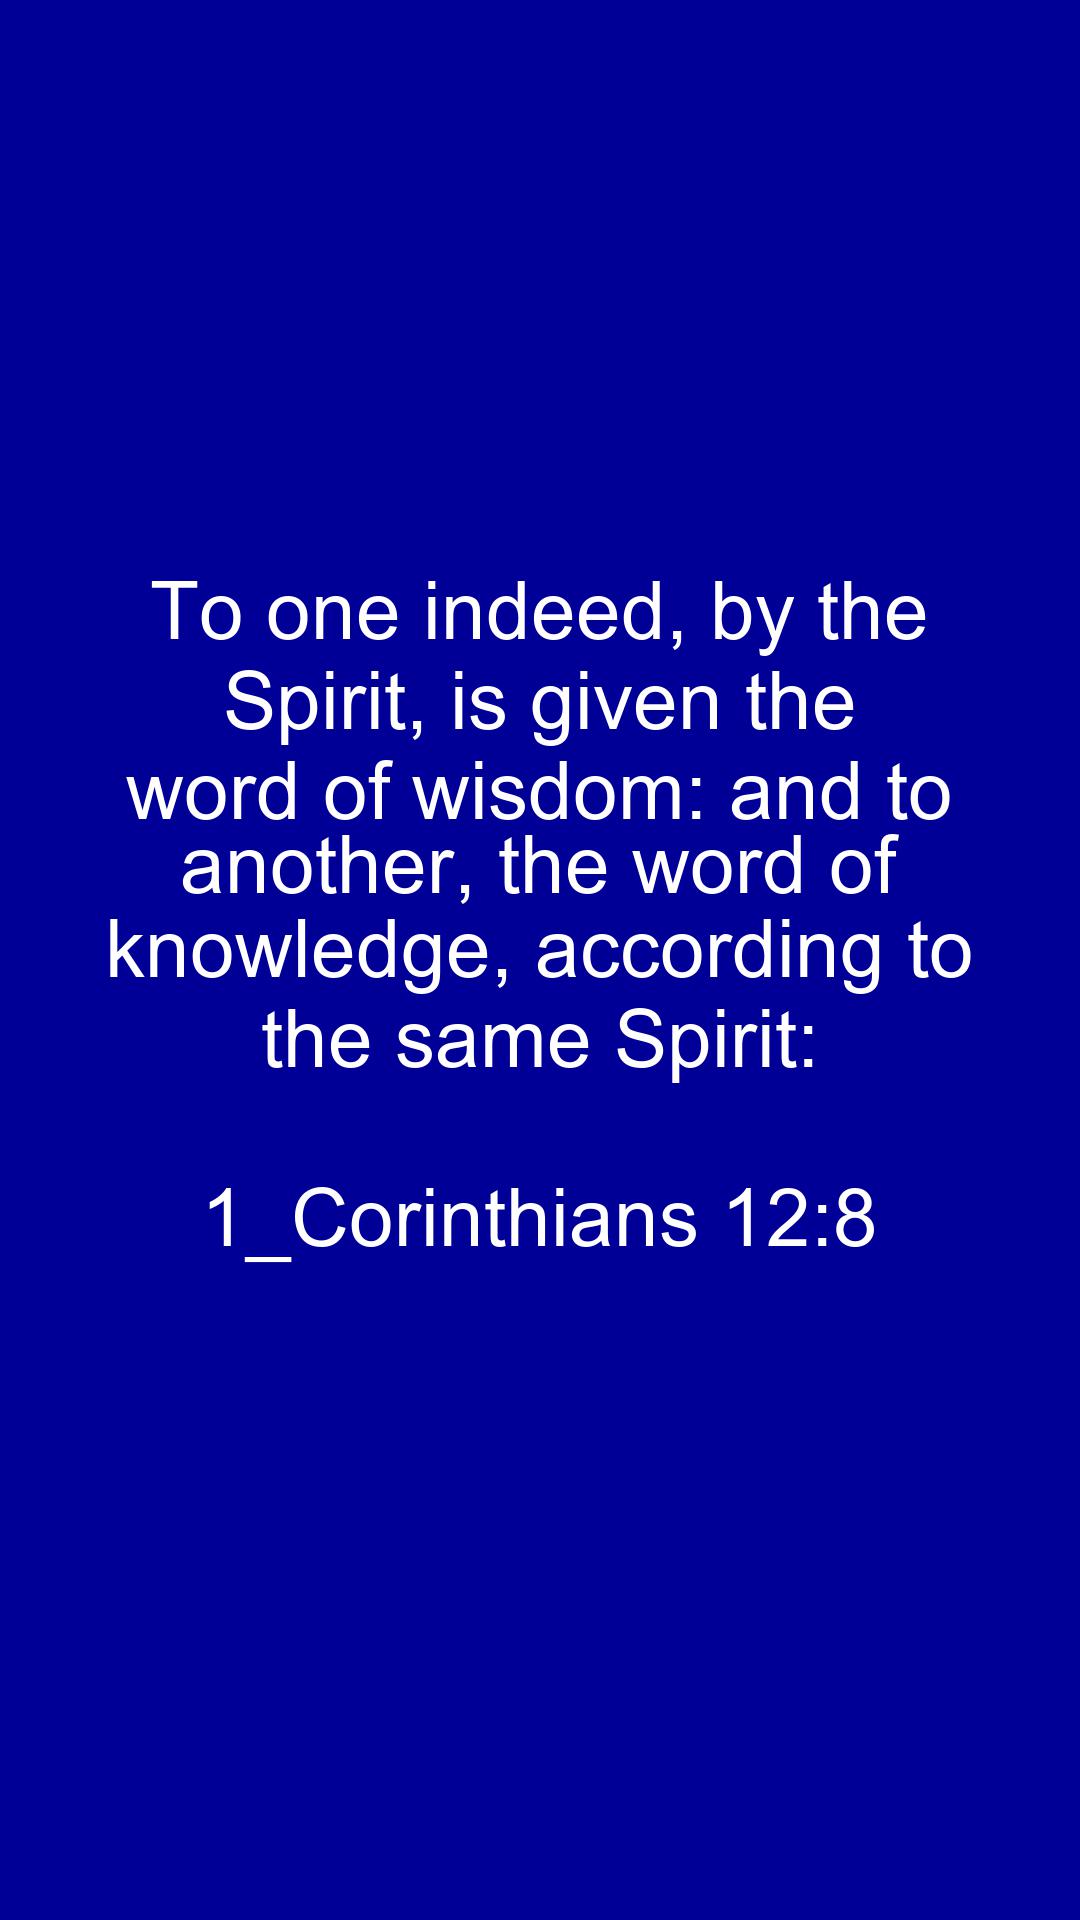 To one indeed, by the
Spirit, is given the
word of wisdom: and to
another, the word of
knowledge, according to
the same Spirit:
1_Corinthians 12:8